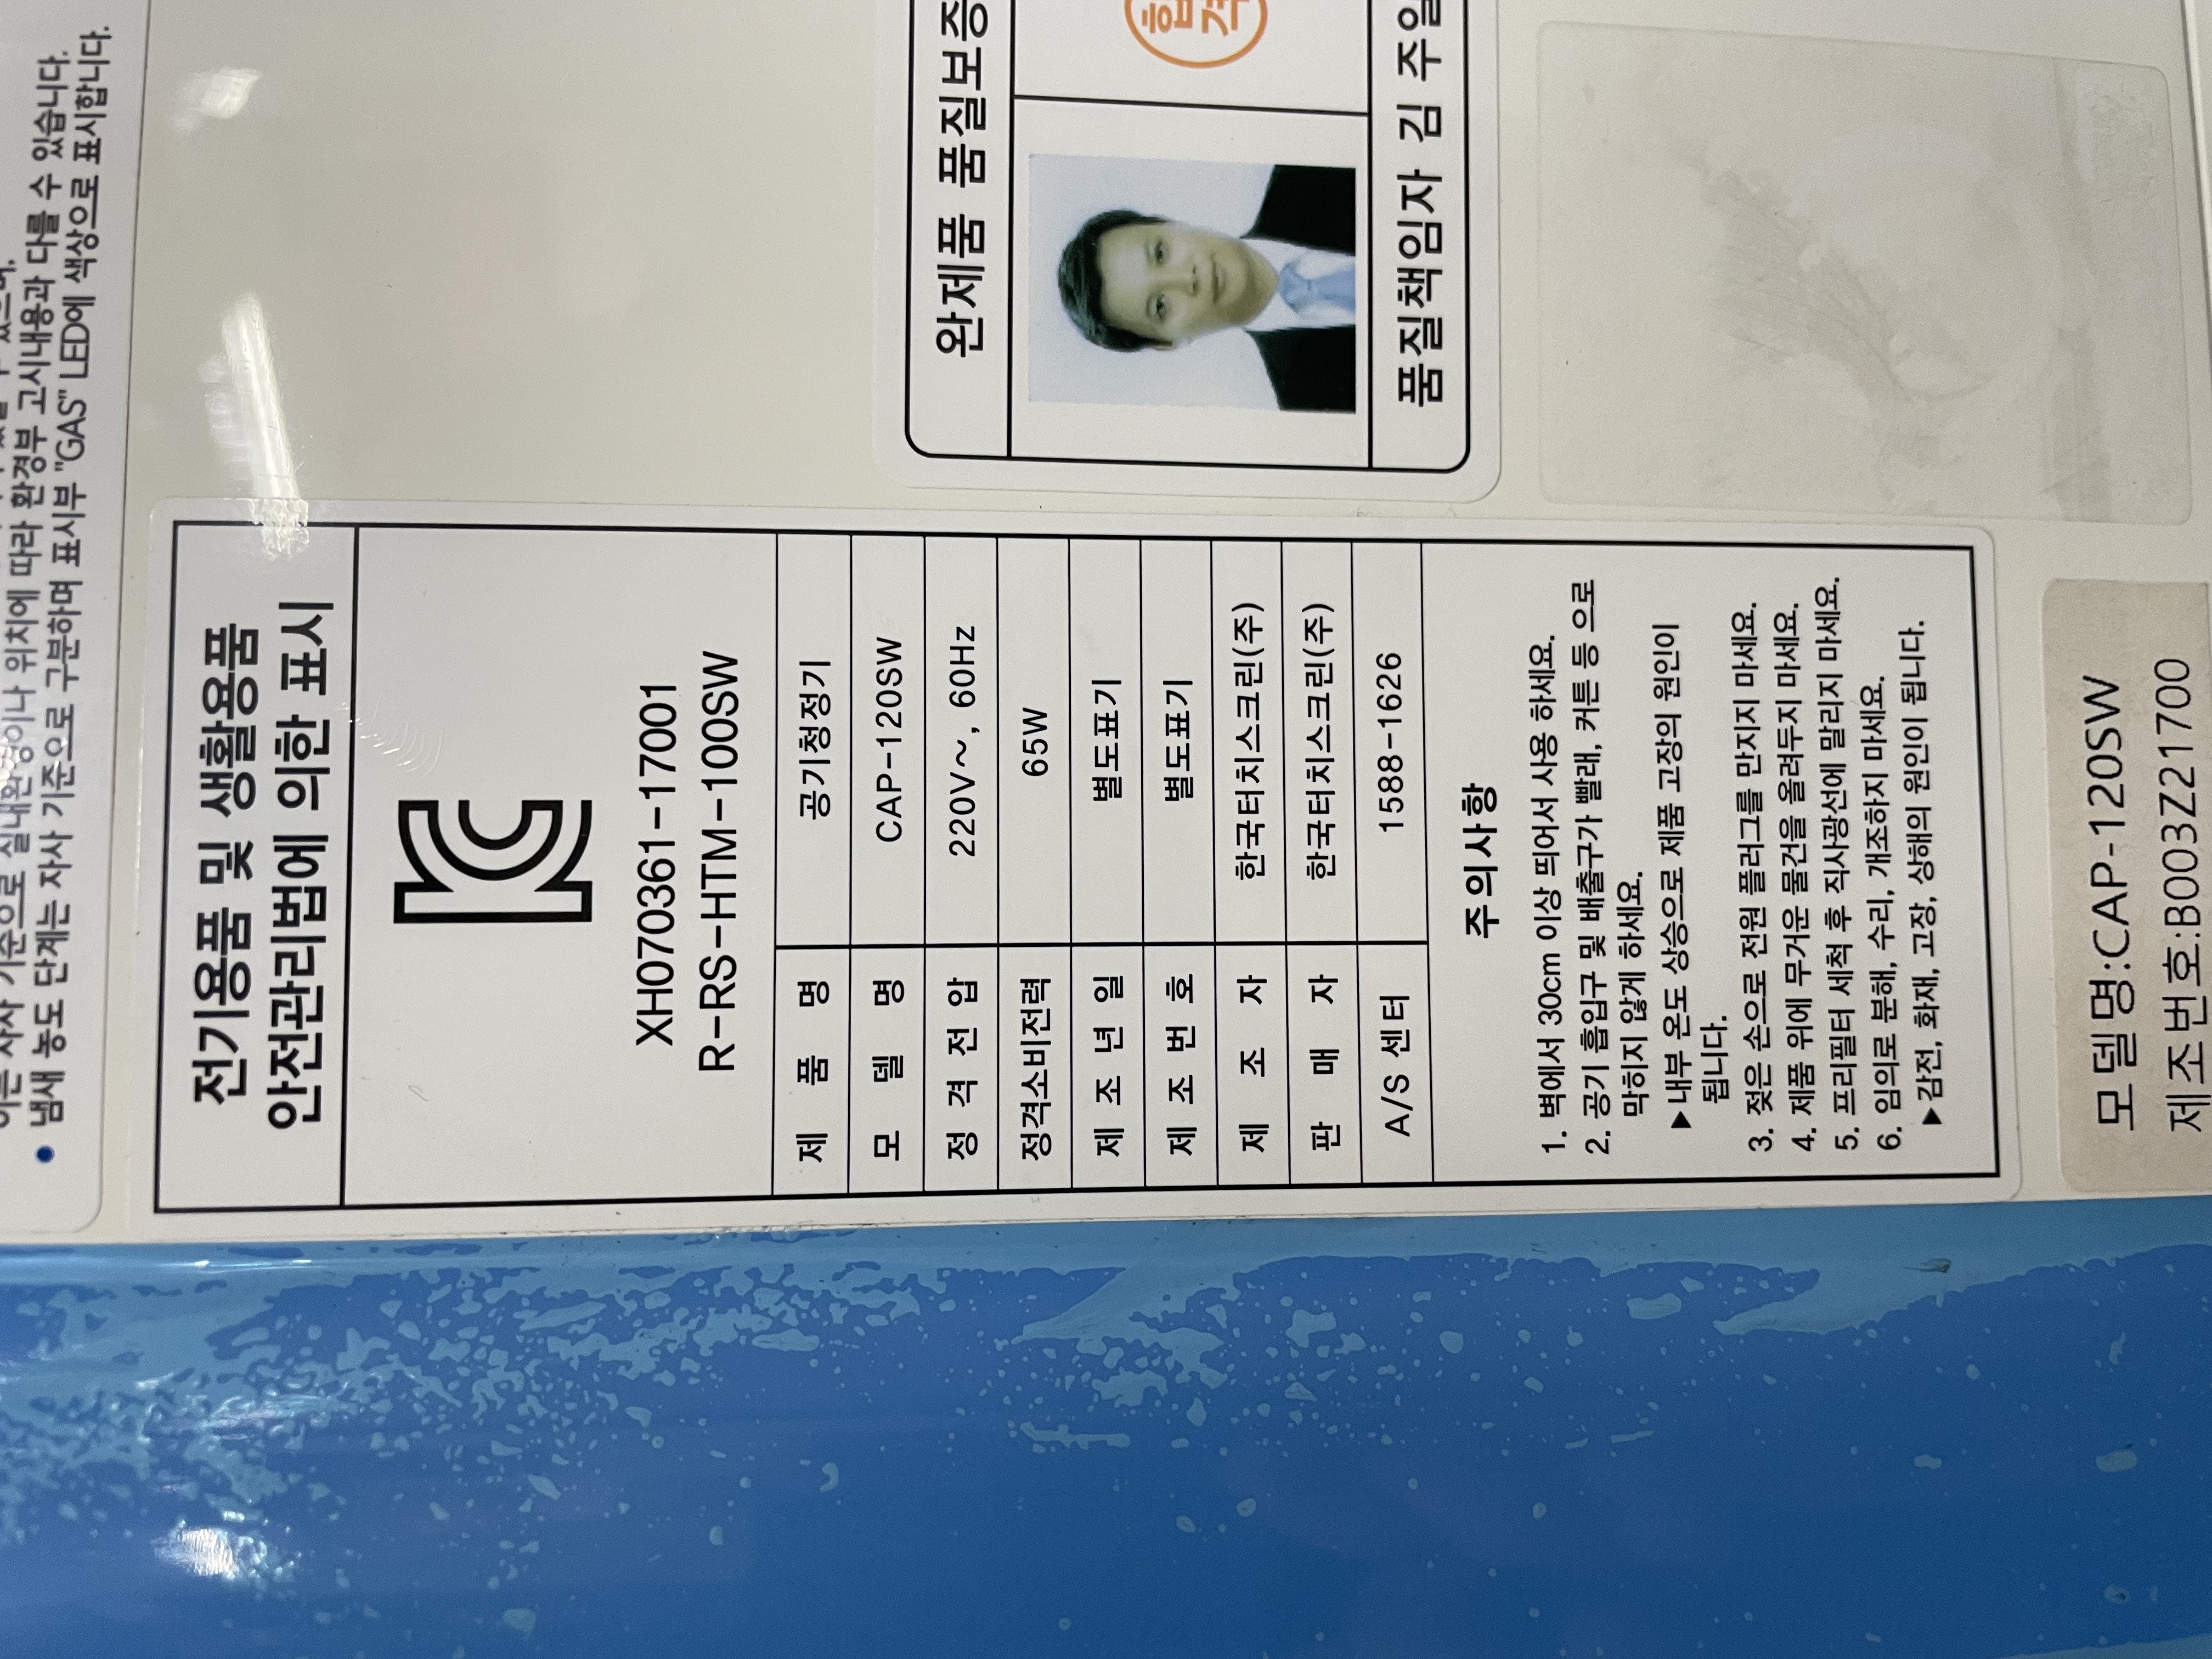 냄새 농도 단계는 자사 기준으로 구분하며 표시부 "GAS" LED에 색상으로 표시합니다.
전기용품 및 생활용품
안전관리법에 의한 표시
XH070361-17001
R-RS-HTM-100SW
제품명 공기청정기
모델명 CAP-120SW
정격전압 220V~, 60Hz
정격소비전력 65W
제조년일 별도표기
제조번호 별도표기
제조자 한국터치스크린(주)
판매자 한국터치스크린(주)
A/S 센터 1588-1626
주의사항
1. 벽에서 30cm 이상 띄어서 사용 하세요.
2. 공기 흡입구 및 배출구가 빨래, 커튼 등 으로
막히지 않게 하세요.
▶내부 온도 상승으로 제품 고장의 원인이
됩니다.
3. 젖은 손으로 전원 플러그를 만지지 마세요.
4. 제품 위에 무거운 물건을 올려두지 마세요.
5. 프리필터 세척 후 직사광선에 말리지 마세요.
6. 임의로 분해, 수리, 개조하지 마세요.
▶감전, 화재, 고장, 상해의 원인이 됩니다.
모델명:CAP-120SW
제조번호:B003Z21700
완제품 품질보증
합격
품질책임자 김 주일